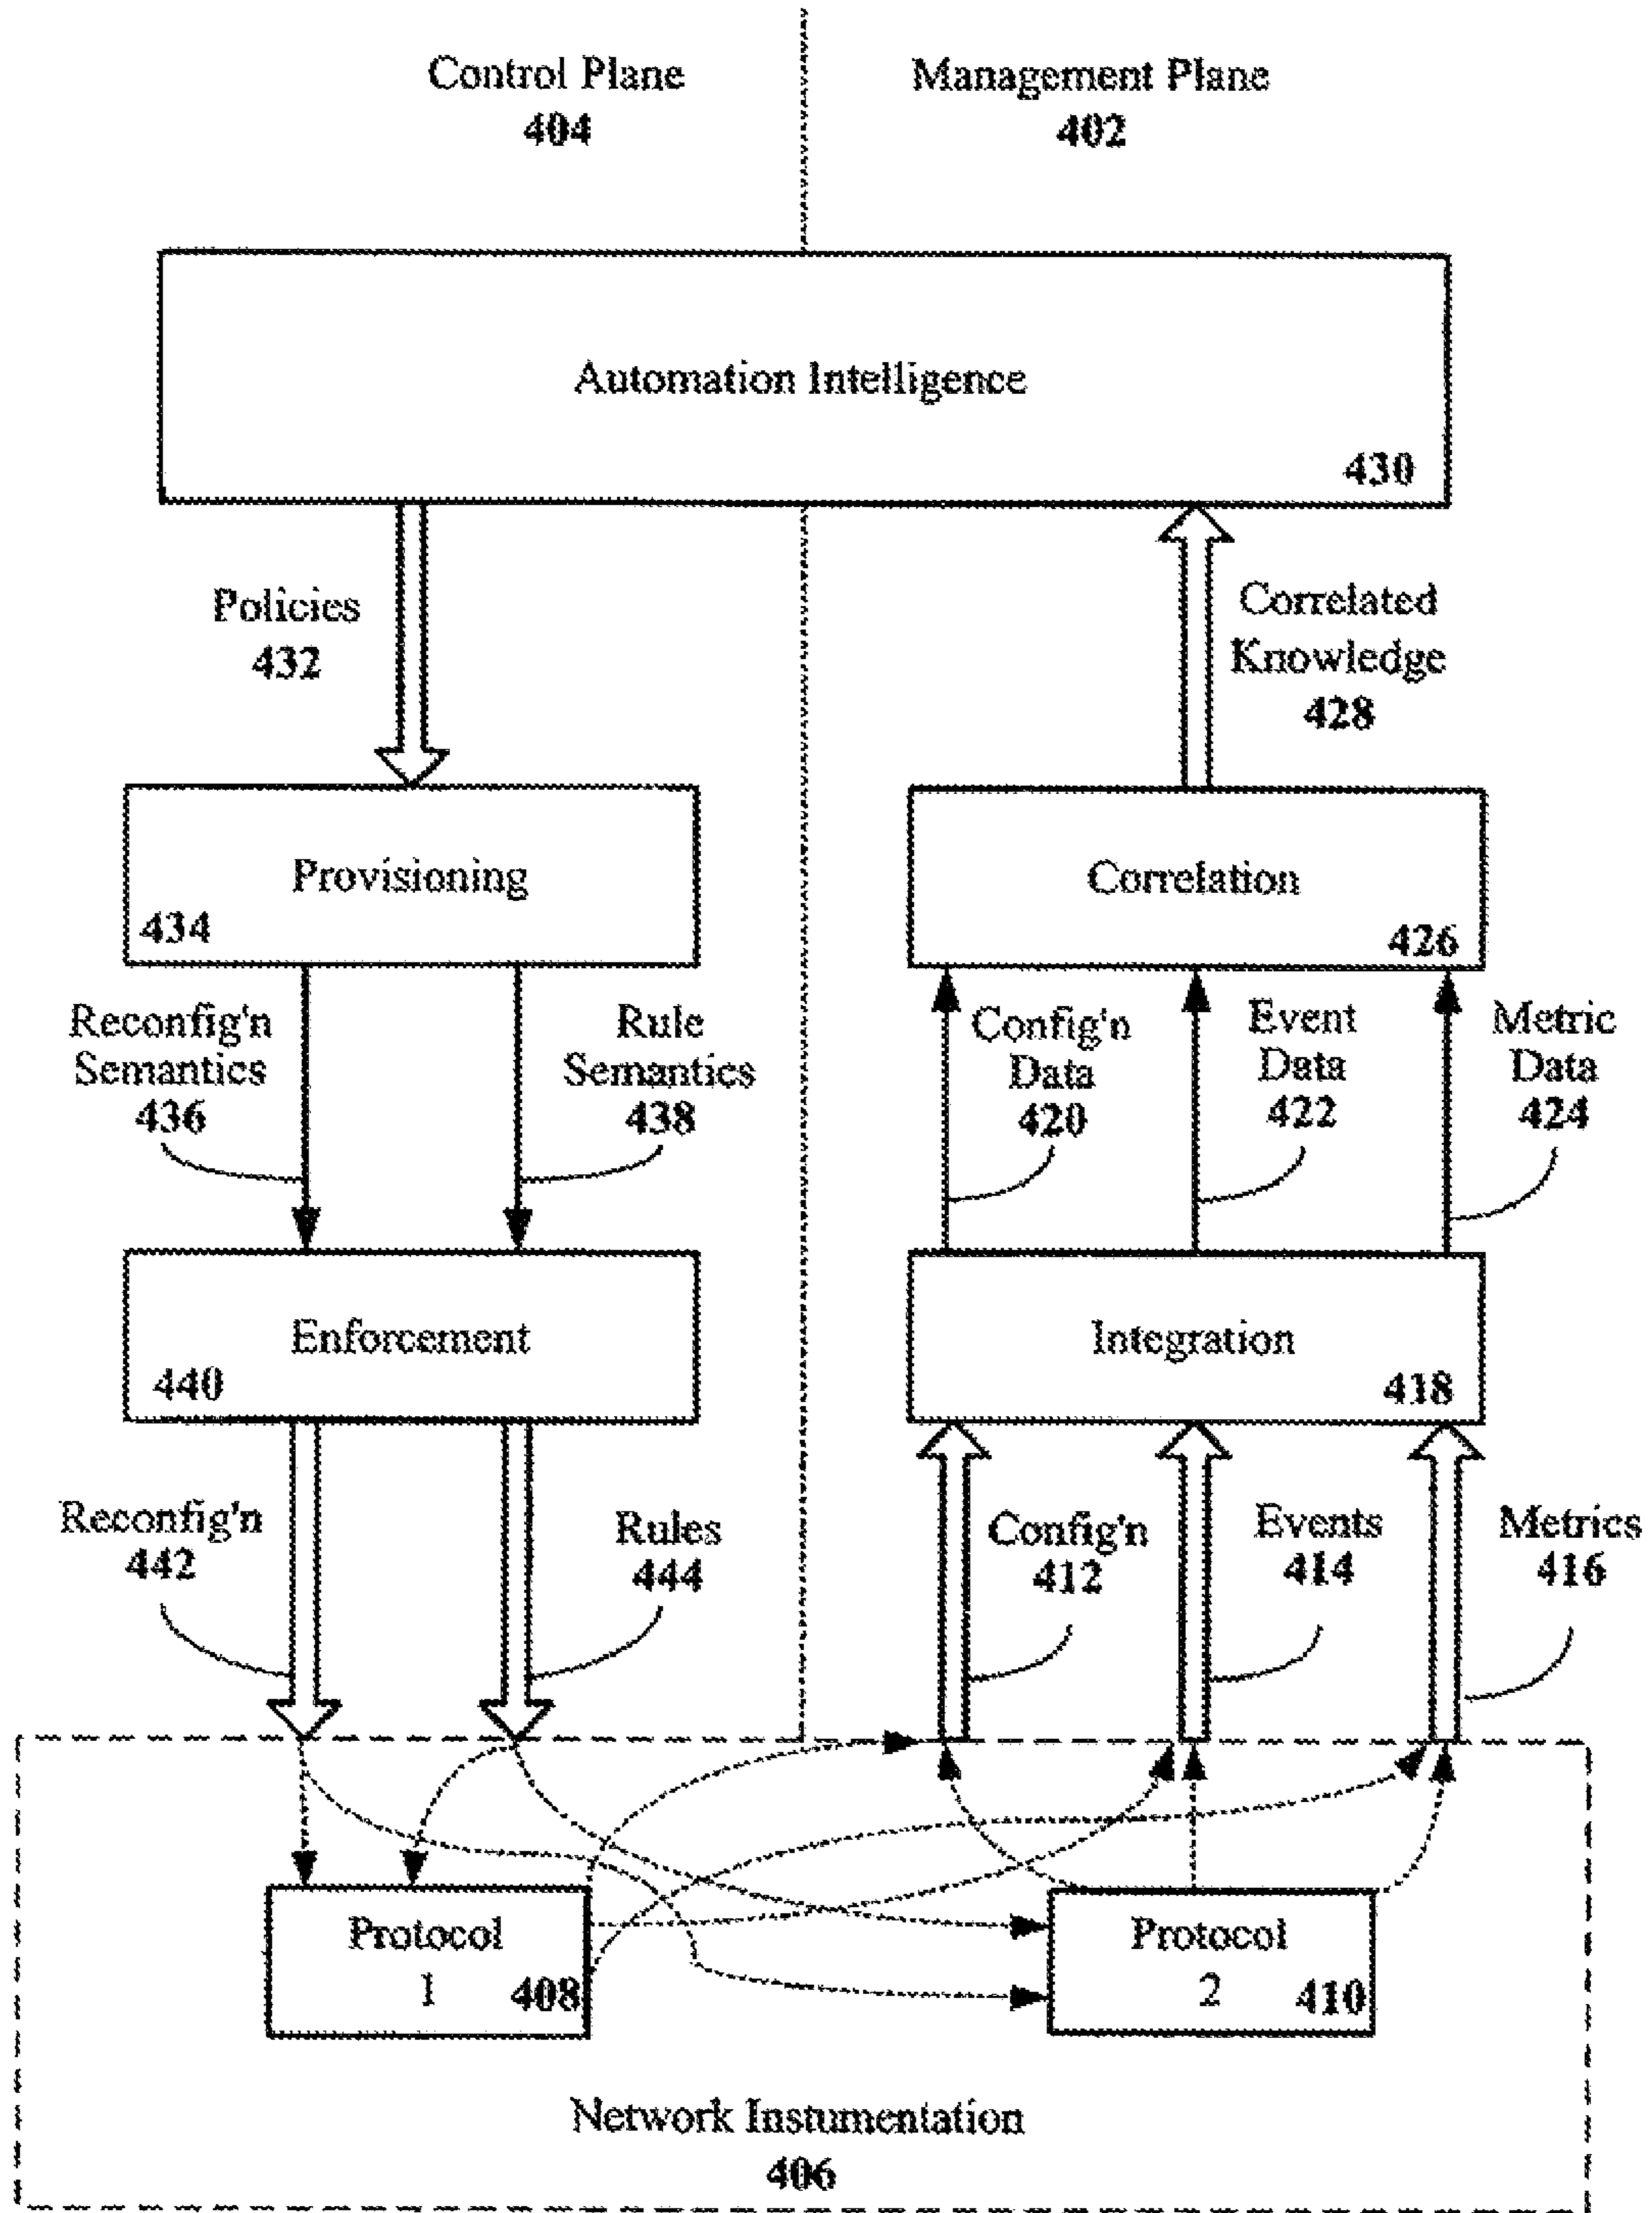 Control Plane
404
Management Plane
402
Automation Intelligence
430
Policies
432
Correlated
Knowledge
428
Provisioning
434
Correlation
426
Reconfig'n
Semantics
436
Rule
Semantics
438
Config'n
Data
420
Event
Data
422
Metric
Data
424
Enforcement
440
Integration
418
Reconfig'n
442
Rules
444
Config'n
412
Events
414
Metrics
416
Protocol
1
408
Protocol
2
410
Network Instumentation
406